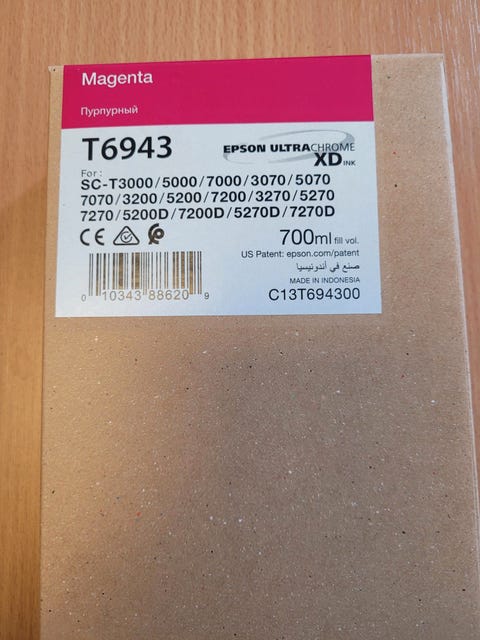 Magenta
Пурпурный
T6943
EPSON ULTRACHROME
XD INK
For :
SC-T3000/5000/7000/3070/5070
7070/3200/5200/7200/3270/5270
7270/5200D/7200D/5270D/7270D
CE
700ml fill vol.
US Patent: epson.com/patent
صنع في أندونيسيا
MADE IN INDONESIA
0 10343 88620 9
C13T694300